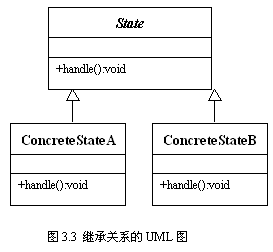 State
+handle():void
ConcreteStateA
ConcreteStateB
+handle():void
+handle():void
图 3.3 继承关系的 UML 图